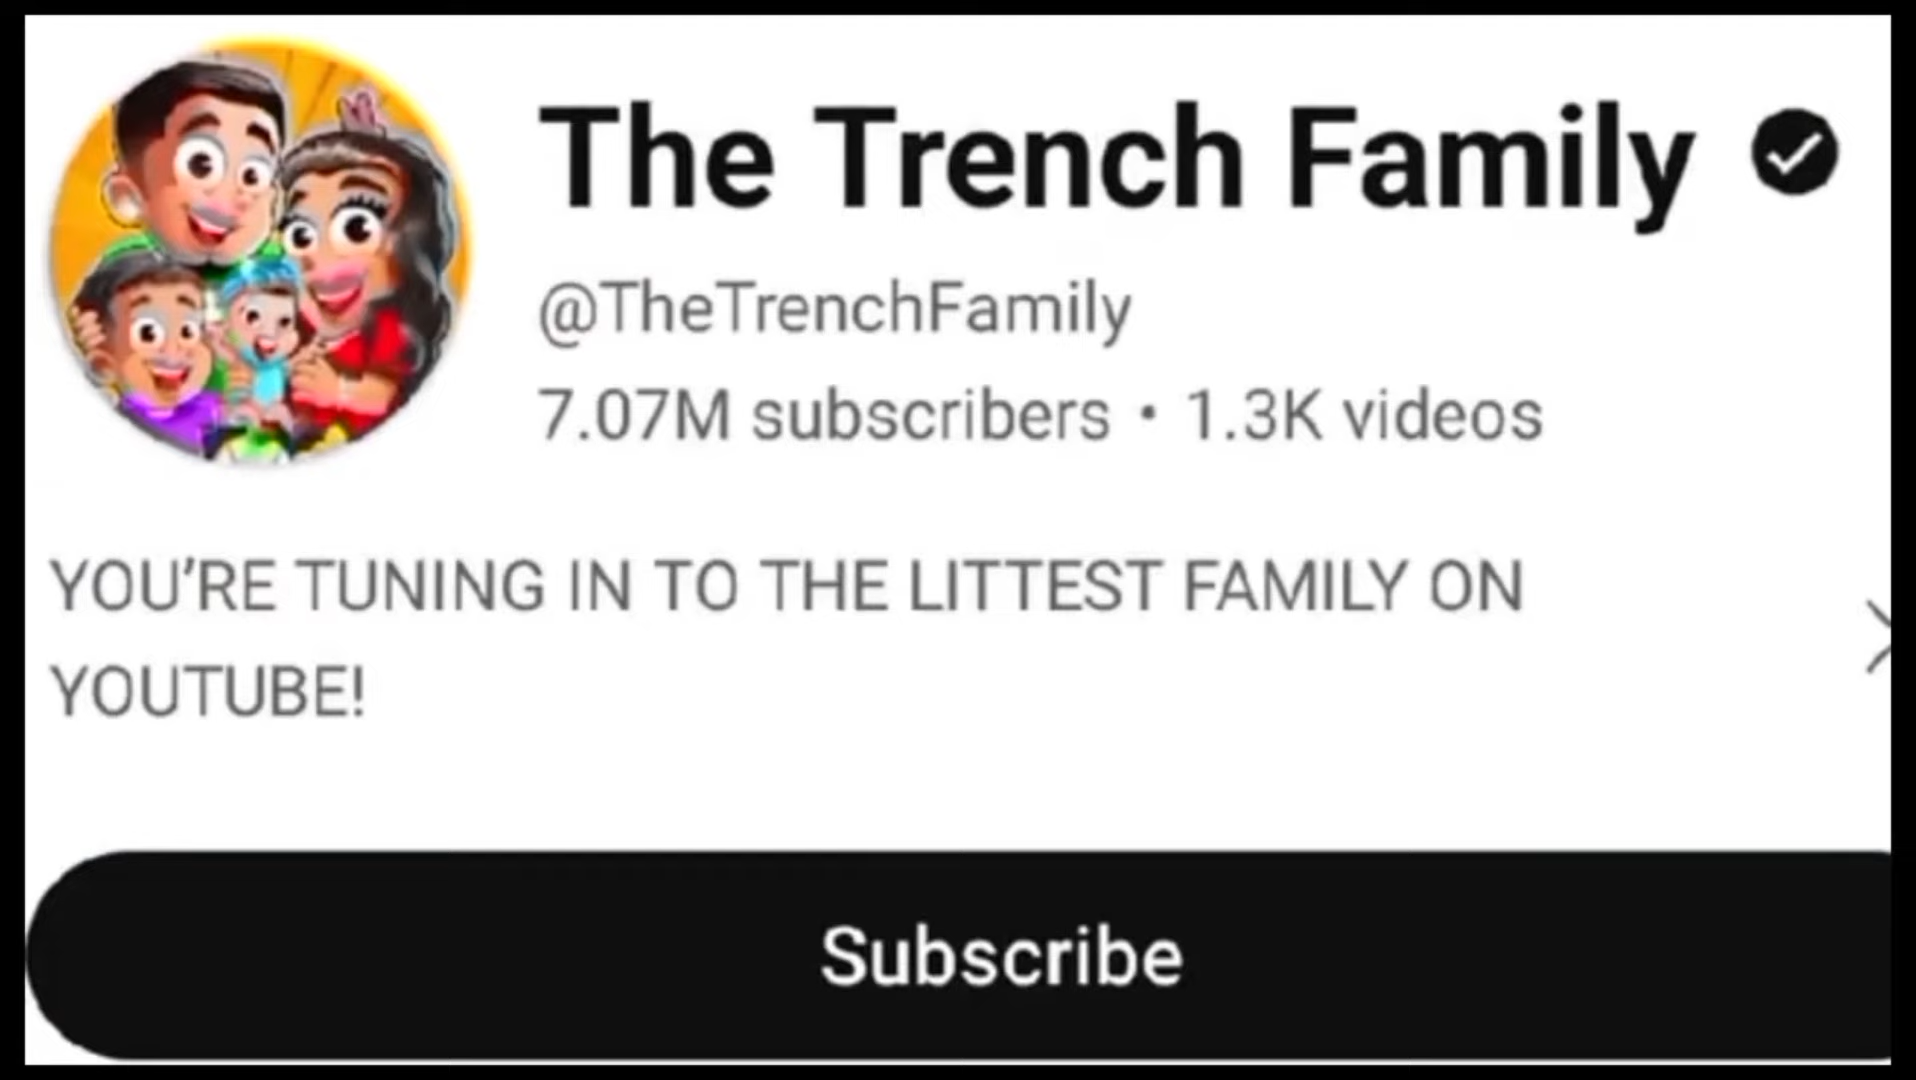 The Trench Family
@TheTrenchFamily
7.07M subscribers • 1.3K videos
YOU'RE TUNING IN TO THE LITTEST FAMILY ON
YOUTUBE!
Subscribe